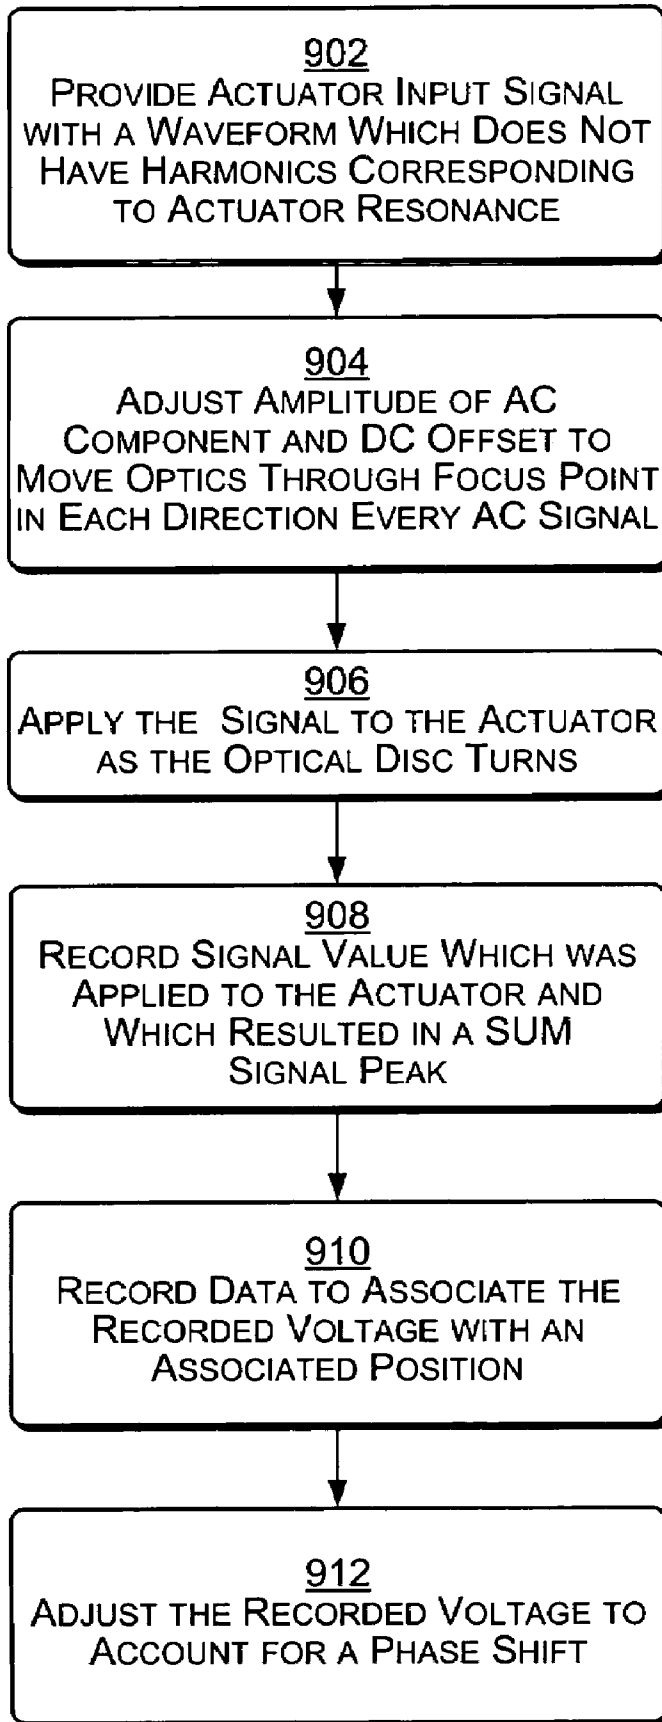 902
PROVIDE ACTUATOR INPUT SIGNAL
WITH A WAVEFORM WHICH DOES NOT
HAVE HARMONICS CORRESPONDING
TO ACTUATOR RESONANCE
904
ADJUST AMPLITUDE OF AC
COMPONENT AND DC OFFSET TO
MOVE OPTICS THROUGH FOCUS POINT
IN EACH DIRECTION EVERY AC SIGNAL
906
APPLY THE SIGNAL TO THE ACTUATOR
AS THE OPTICAL DISC TURNS
908
RECORD SIGNAL VALUE WHICH WAS
APPLIED TO THE ACTUATOR AND
WHICH RESULTED IN A SUM
SIGNAL PEAK
910
RECORD DATA TO ASSOCIATE THE
RECORDED VOLTAGE WITH AN
ASSOCIATED POSITION
912
ADJUST THE RECORDED VOLTAGE TO
ACCOUNT FOR A PHASE SHIFT